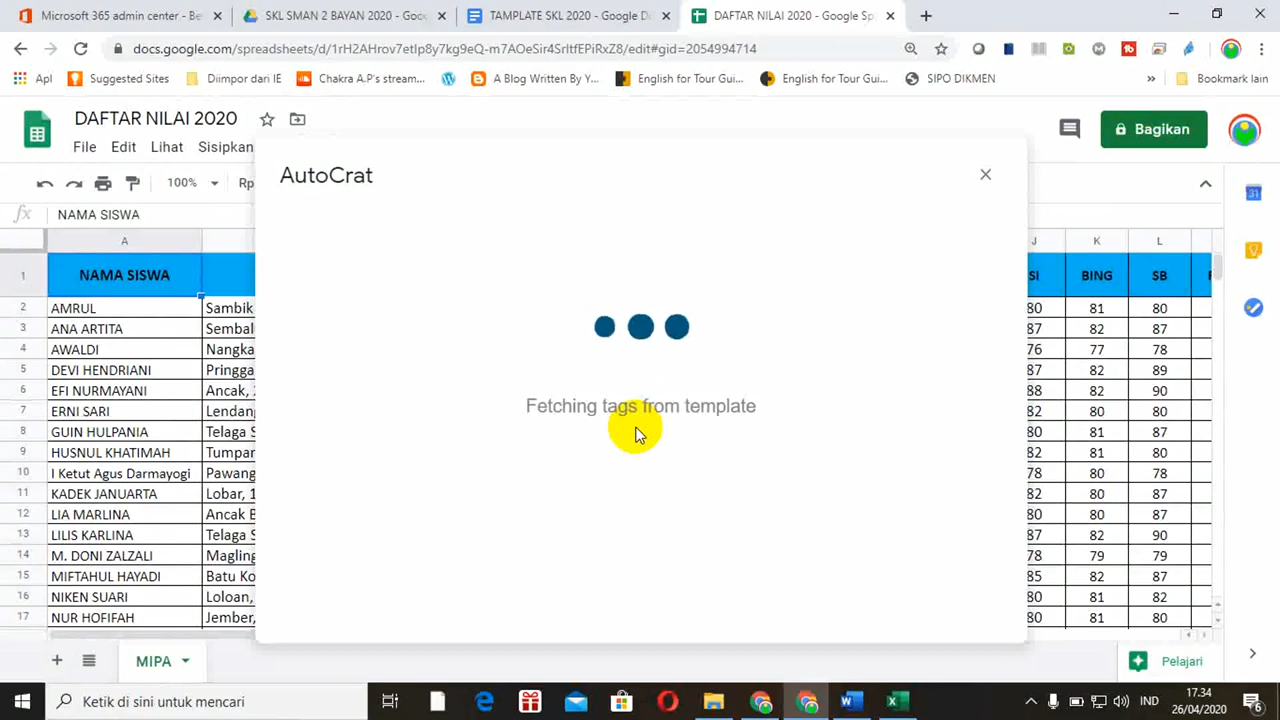 Microsoft 365 admin center - Be
SKL SMAN 2 BAYAN 2020 - Goo
TAMPLATE SKL 2020 - Google D
DAFTAR NILAI 2020 - Google Sp
docs.google.com/spreadsheets/d/1rH2AHrov7etIp8y7kg9eQ-m7AOeSir4SrItfEPiRxZ8/edit#gid=2054994714
Apl
Suggested Sites
Diimpor dari IE
Chakra A.P's stream...
A Blog Written By Y...
English for Tour Gui...
English for Tour Gui...
SIPO DIKMEN
Bookmark lain
DAFTAR NILAI 2020
File Edit Lihat Sisipkan
Bagikan
100%
Rp
fx NAMA SISWA
AutoCrat
Fetching tags from template
A J K L
1 NAMA SISWA SI BING SB
2 AMRUL Sambik 80 81 80
3 ANA ARTITA Sembal 87 82 87
4 AWALDI Nangka 76 77 78
5 DEVI HENDRIANI Pringga 87 82 89
6 EFI NURMAYANI Ancak, 88 82 90
7 ERNI SARI Lendang 82 80 80
8 GUIN HULPANIA Telaga S 80 81 87
9 HUSNUL KHATIMAH Tumpar 82 81 80
10 I Ketut Agus Darmayogi Pawang 78 80 78
11 KADEK JANUARTA Lobar, 1 82 80 87
12 LIA MARLINA Ancak B 80 80 87
13 LILIS KARLINA Telaga S 87 82 90
14 M. DONI ZALZALI Magling 78 79 79
15 MIFTAHUL HAYADI Batu Ko 85 82 87
16 NIKEN SUARI Loloan, 80 81 82
17 NUR HOFIFAH Jember, 80 81 80
MIPA
Pelajari
Ketik di sini untuk mencari
IND
17.34
26/04/2020
6